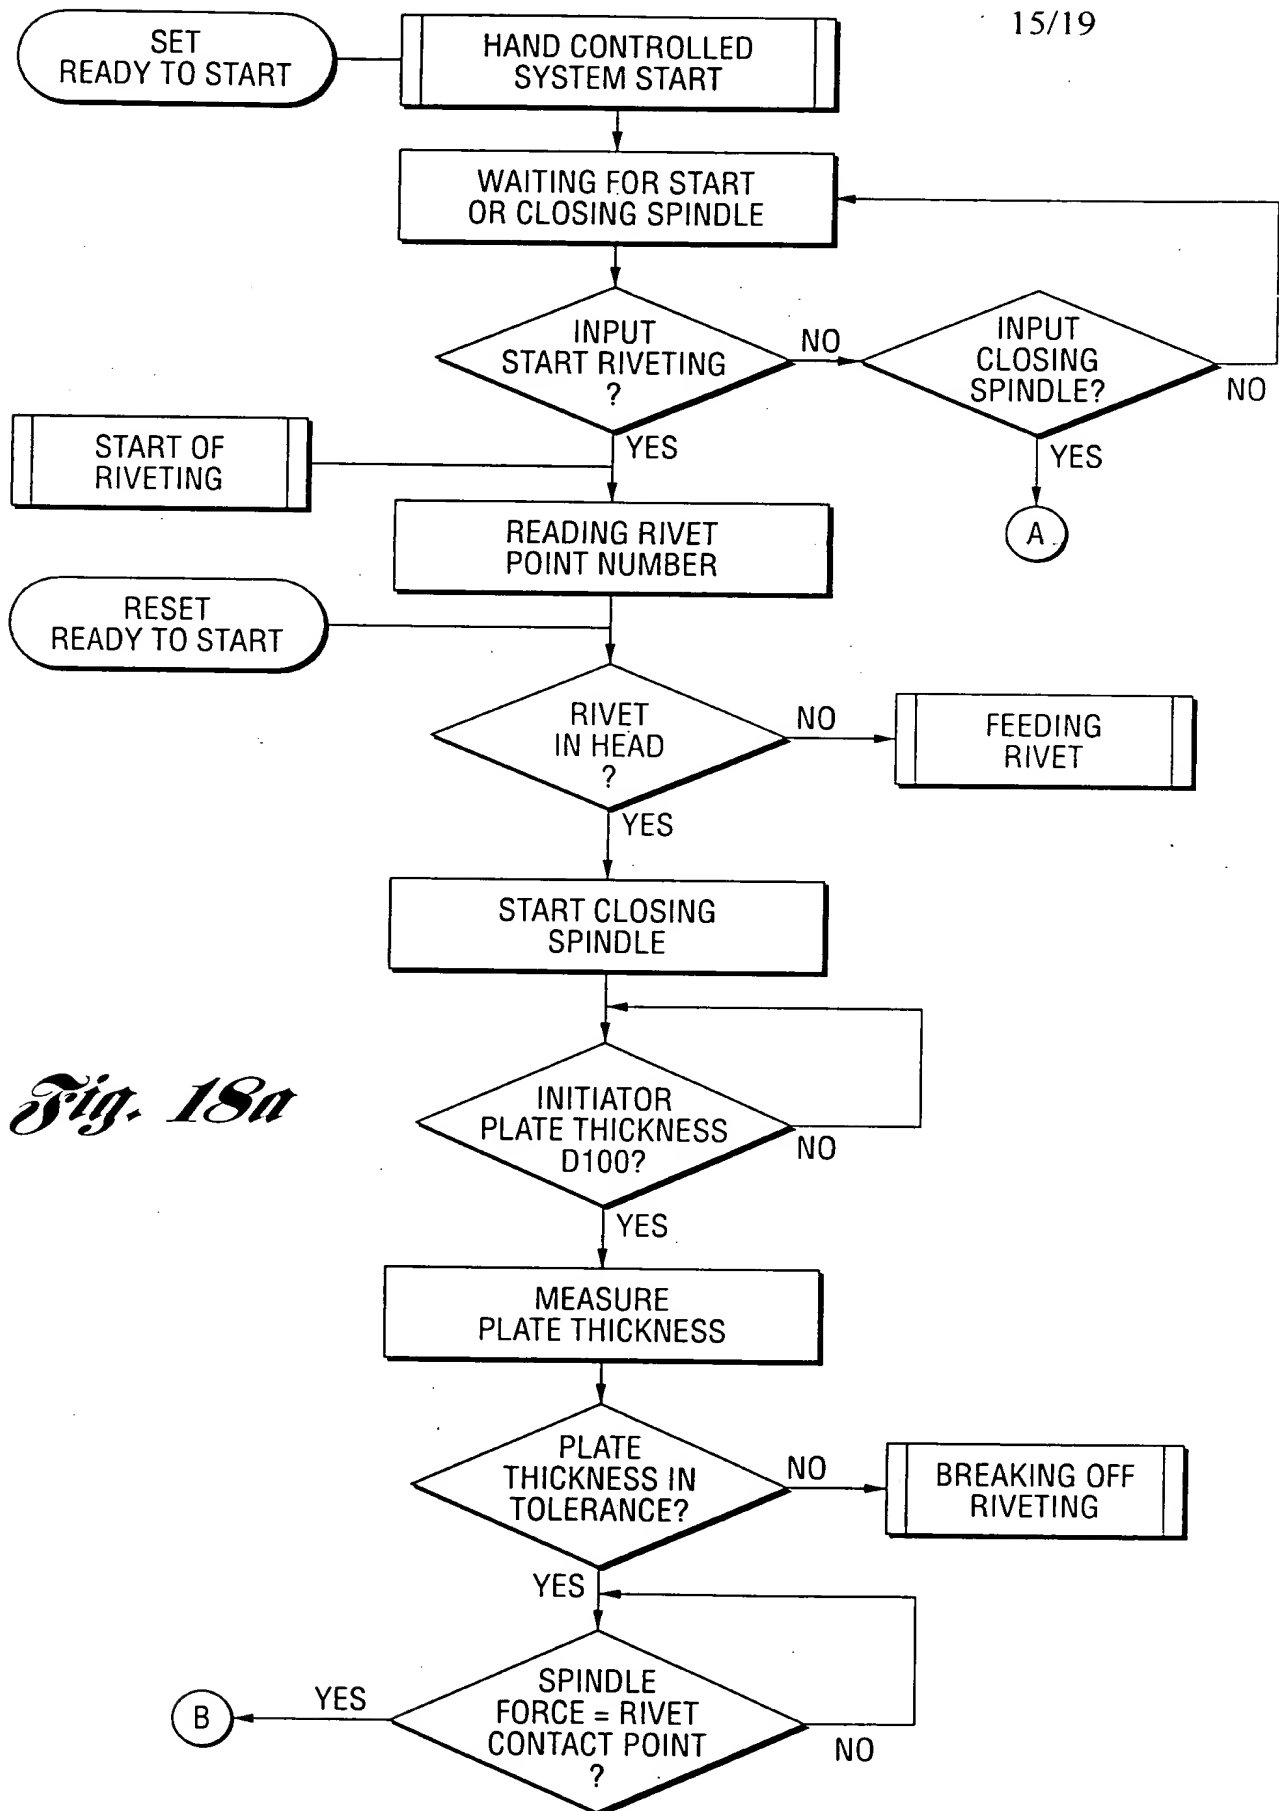 15/19
SET
READY TO START
HAND CONTROLLED
SYSTEM START
WAITING FOR START
OR CLOSING SPINDLE
INPUT
START RIVETING
?
NO
INPUT
CLOSING
SPINDLE?
NO
YES
YES
A
START OF
RIVETING
READING RIVET
POINT NUMBER
RESET
READY TO START
RIVET
IN HEAD
?
NO
FEEDING
RIVET
YES
START CLOSING
SPINDLE
Fig. 18a
INITIATOR
PLATE THICKNESS
D100?
NO
YES
MEASURE
PLATE THICKNESS
PLATE
THICKNESS IN
TOLERANCE?
NO
BREAKING OFF
RIVETING
YES
SPINDLE
FORCE = RIVET
CONTACT POINT
?
YES
B
NO